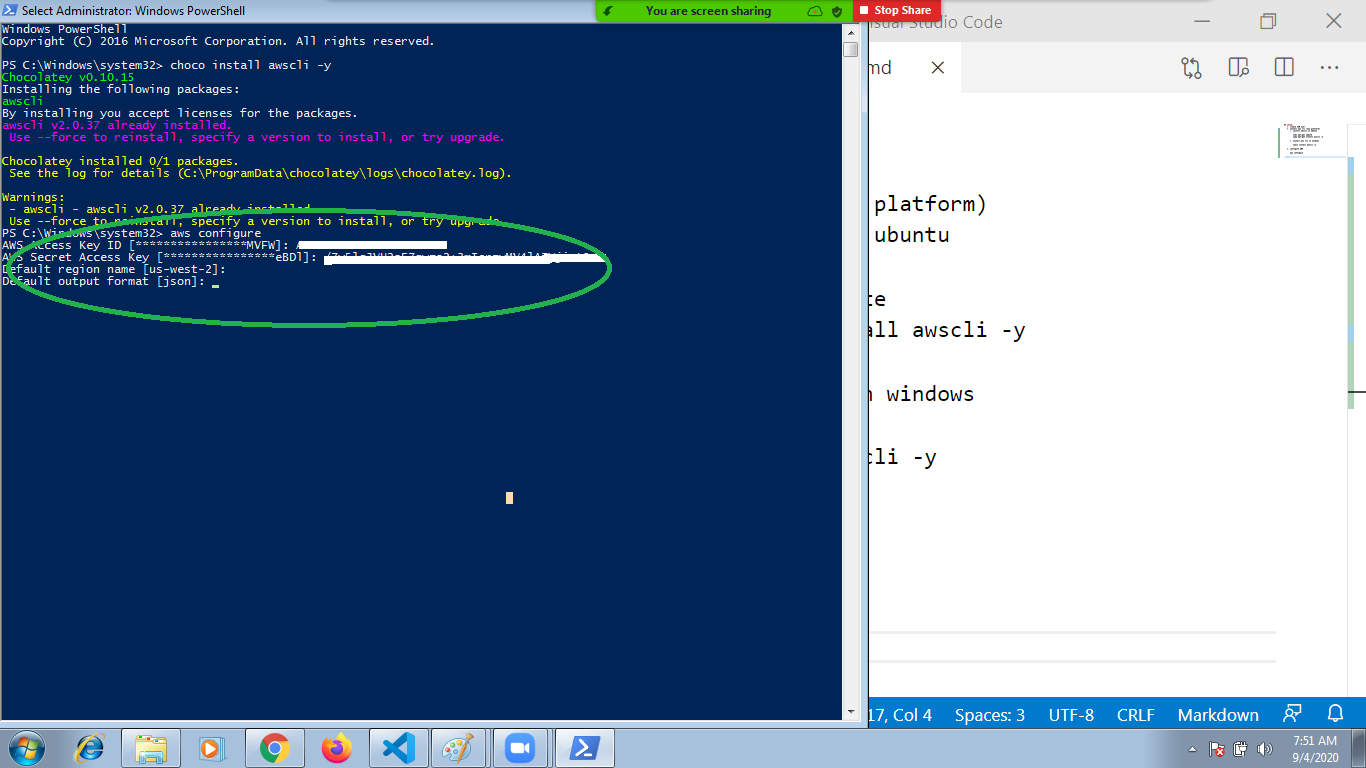 Select Administrator: Windows PowerShell
You are screen sharing
Stop Share
Visual Studio Code
Windows PowerShell
Copyright (C) 2016 Microsoft Corporation. All rights reserved.
PS C:\Windows\system32> choco install awscli -y
Chocolatey v0.10.15
Installing the following packages:
awscli
By installing you accept licenses for the packages.
awscli v2.0.37 already installed.
Use --force to reinstall, specify a version to install, or try upgrade.
Chocolatey installed 0/1 packages.
See the log for details (C:\ProgramData\chocolatey\logs\chocolatey.log).
Warnings:
- awscli - awscli v2.0.37 already installed.
Use --force to reinstall, specify a version to install, or try upgrade.
PS C:\Windows\system32> aws configure
AWS Access Key ID [****************MVFW]:
AWS Secret Access Key [****************eBDl]:
Default region name [us-west-2]:
Default output format [json]:
md
platform)
ubuntu
te
all awscli -y
n windows
cli -y
17, Col 4
Spaces: 3
UTF-8
CRLF
Markdown
7:51 AM
9/4/2020